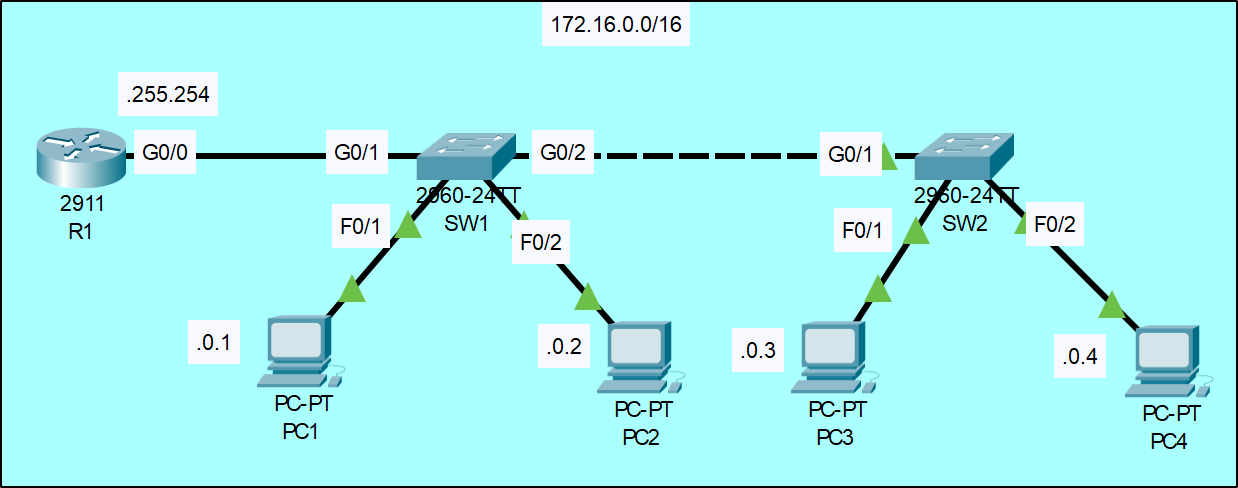 172.16.0.0/16
.255.254
G0/0
G0/1
G0/2
G0/1
2911
R1
2960-24TT
SW1
2960-24TT
SW2
F0/1
F0/2
F0/1
F0/2
.0.1
.0.2
.0.3
.0.4
PC-PT
PC1
PC-PT
PC2
PC-PT
PC3
PC-PT
PC4